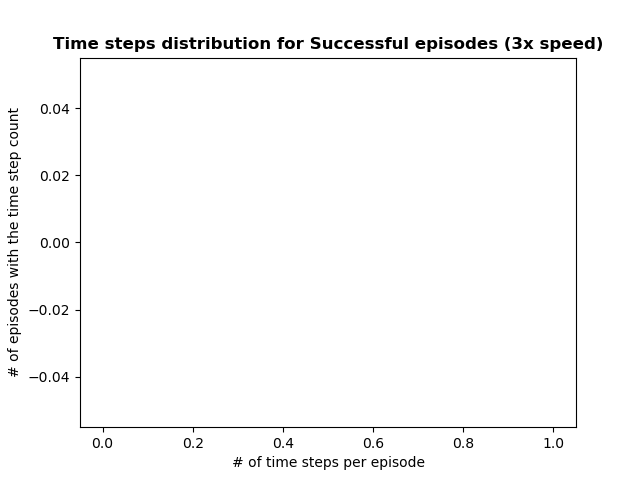 Time steps distribution for Successful episodes (3x speed)
# of episodes with the time step count
0.04
0.02
0.00
−0.02
−0.04
0.0 0.2 0.4 0.6 0.8 1.0
# of time steps per episode